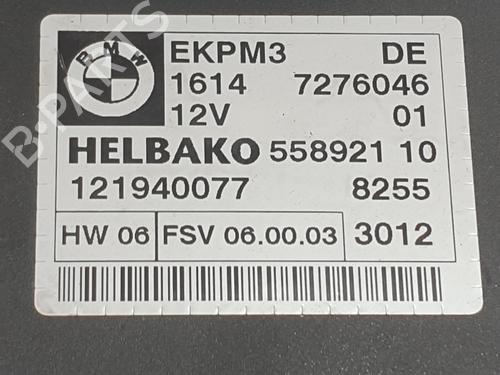 BMW
EKPM3 DE
1614 7276046
12V 01
HELBAKO 558921 10
121940077 8255
HW 06 FSV 06.00.03 3012
B-PARTS